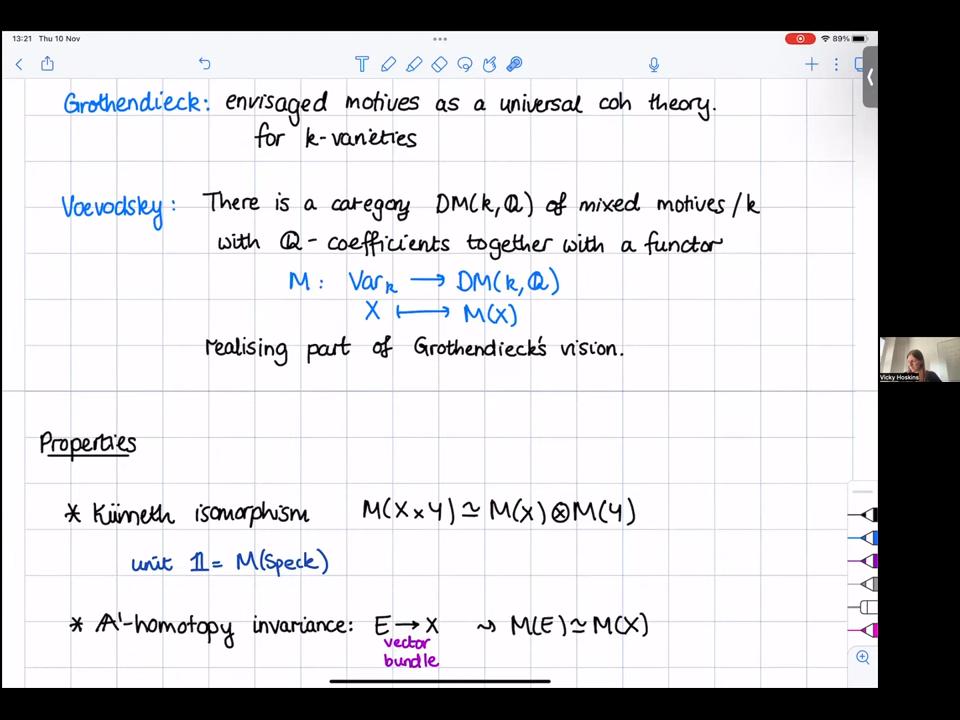 13:21 Thu 10 Nov
89%
Grothendieck: envisaged motives as a universal coh theory.
for k-varieties
Voevodsky: There is a category DM(k,ℚ) of mixed motives/k
with ℚ-coefficients together with a functor
M: Varₖ ⟶ DM(k,ℚ)
X ⟼ M(X)
realising part of Grothendieck's vision.
Vicky Hoskins
Properties
* Künneth isomorphism M(X×Y) ≃ M(X)⊗M(Y)
unit 𝟙 = M(Spec k)
* 𝔸¹-homotopy invariance: E → X ⇝ M(E) ≃ M(X)
vector
bundle